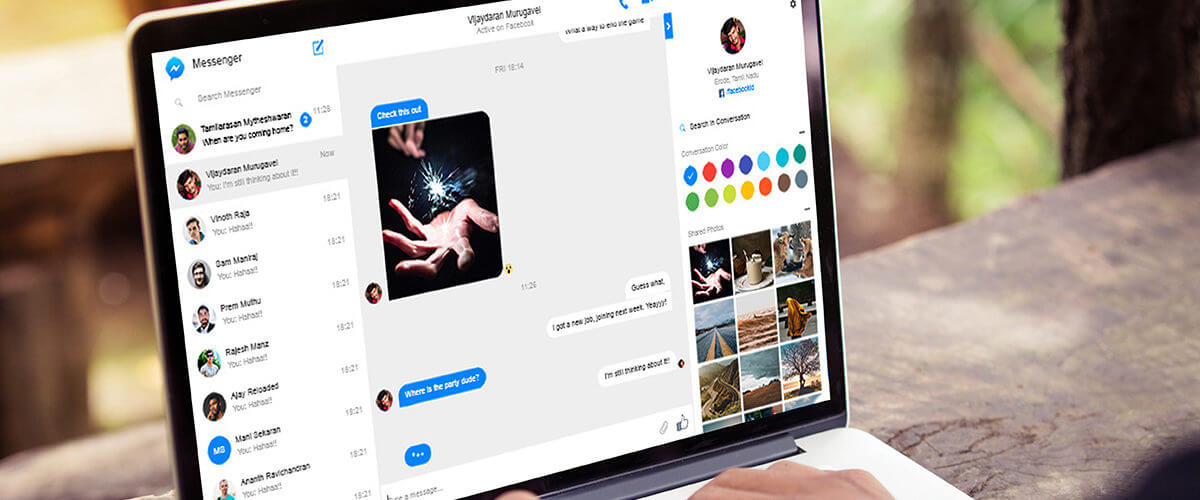 Messenger
Search Messenger
Tamilarasan Mytheshwaran
11:28
When are you coming home?
2
Vijaydaran Murugavel
Now
You: I'm still thinking about it!!
Vinoth Raja
18:21
You: Hahaa!!
Sam Maniraj
18:21
You: Hahaa!!
Prem Muthu
18:21
You: Hahaa!!
Rajesh Manz
18:21
You: Hahaa!!
Ajay Reloaded
18:21
You: Hahaa!!
MS
Mani Sekaran
18:21
You: Hahaa!!
Ananth Ravichandran
18:21
You: Hahaa!!
Vijaydaran Murugavel
Active on Facebook
What a way to end the game
FRI 18:14
Check this out
11:26
Guess what,
I got a new job, joining next week. Yeayyy!
I'm still thinking about it!!
Where is the party dude?
Type a message...
Vijaydaran Murugavel
Erode, Tamil Nadu
f /facebookid
Search in Conversation
Conversation Color
Shared Photos